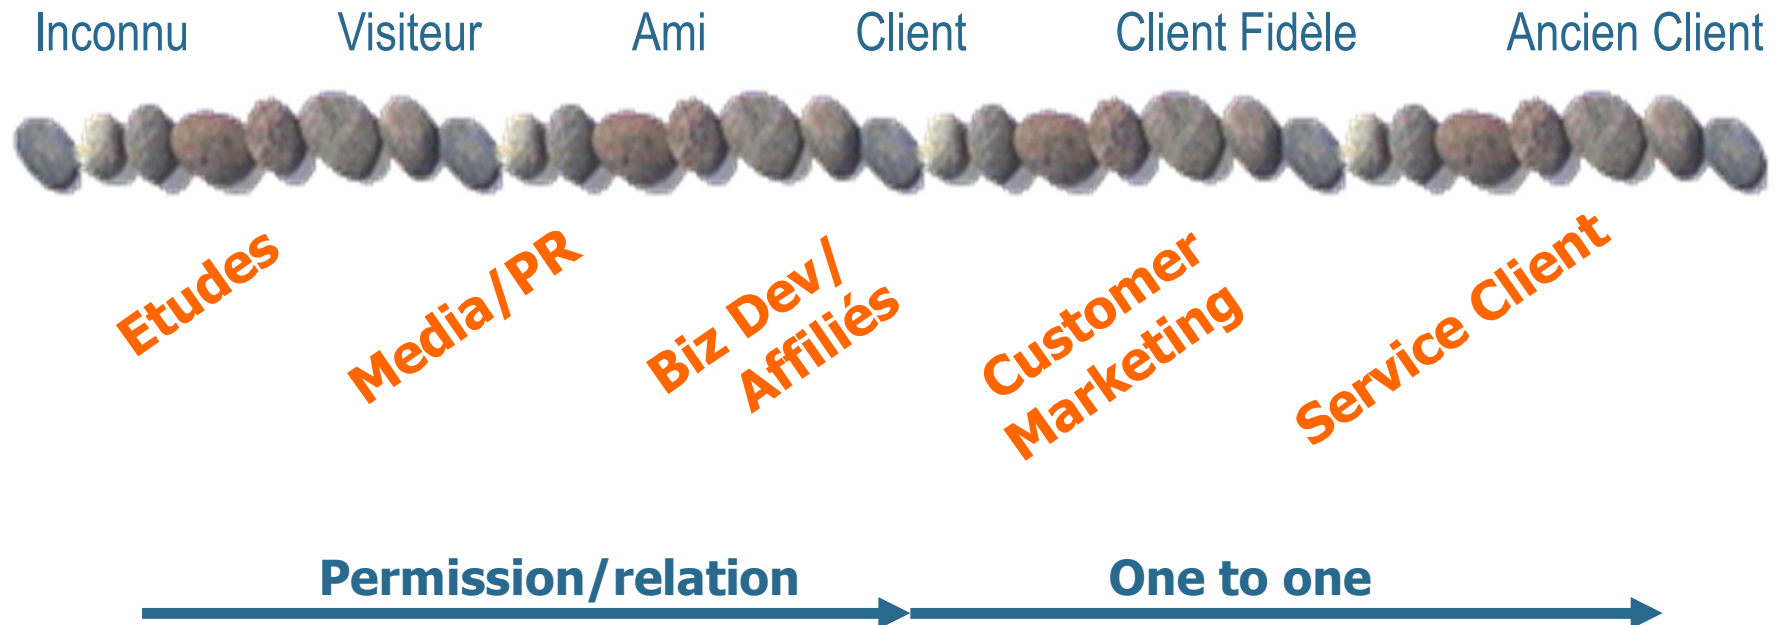 Inconnu Visiteur Ami Client Client Fidèle Ancien Client
Etudes
Media/PR
Biz Dev/
Affiliés
Customer
Marketing
Service Client
Permission/relation One to one